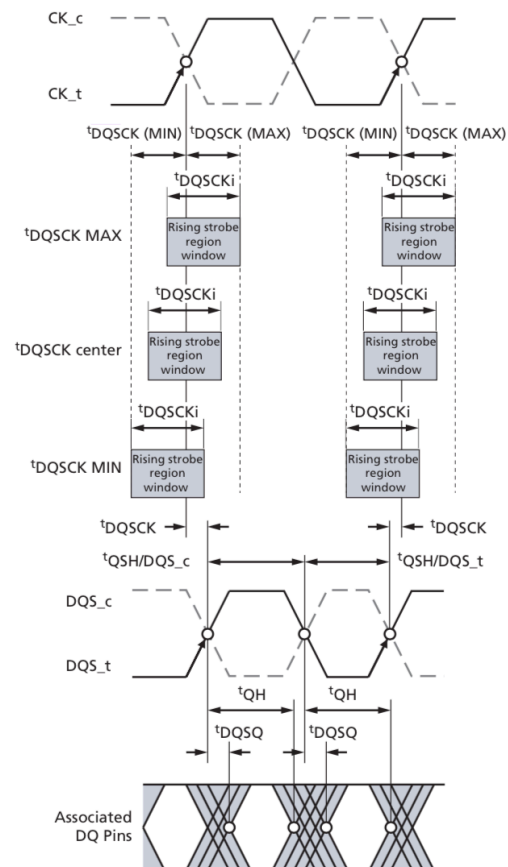 CK_c
CK_t
tDQSCK (MIN) tDQSCK (MAX) tDQSCK (MIN) tDQSCK (MAX)
tDQSCKi tDQSCKi
tDQSCK MAX
Rising strobe
region
window
Rising strobe
region
window
tDQSCKi tDQSCKi
tDQSCK center
Rising strobe
region
window
Rising strobe
region
window
tDQSCKi tDQSCKi
tDQSCK MIN
Rising strobe
region
window
Rising strobe
region
window
tDQSCK tDQSCK
tQSH/DQS_c tQSH/DQS_t
DQS_c
DQS_t
tQH tQH
tDQSQ tDQSQ
Associated
DQ Pins